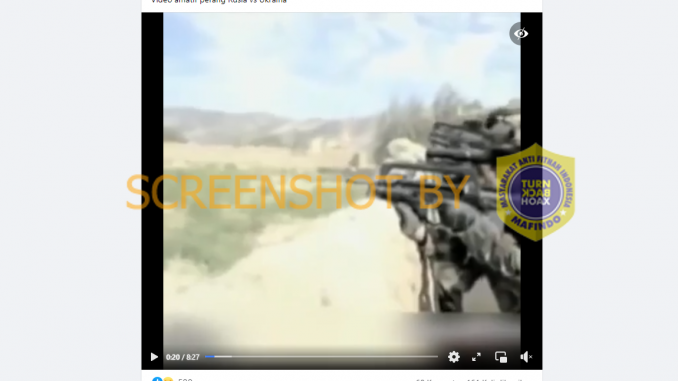 Video amatir perang Rusia vs Ukraina
SCREENSHOT BY
MASYARAKAT ANTI FITNAH INDONESIA
TURN
BACK
HOAX
MAFINDO
0:20 / 8:27